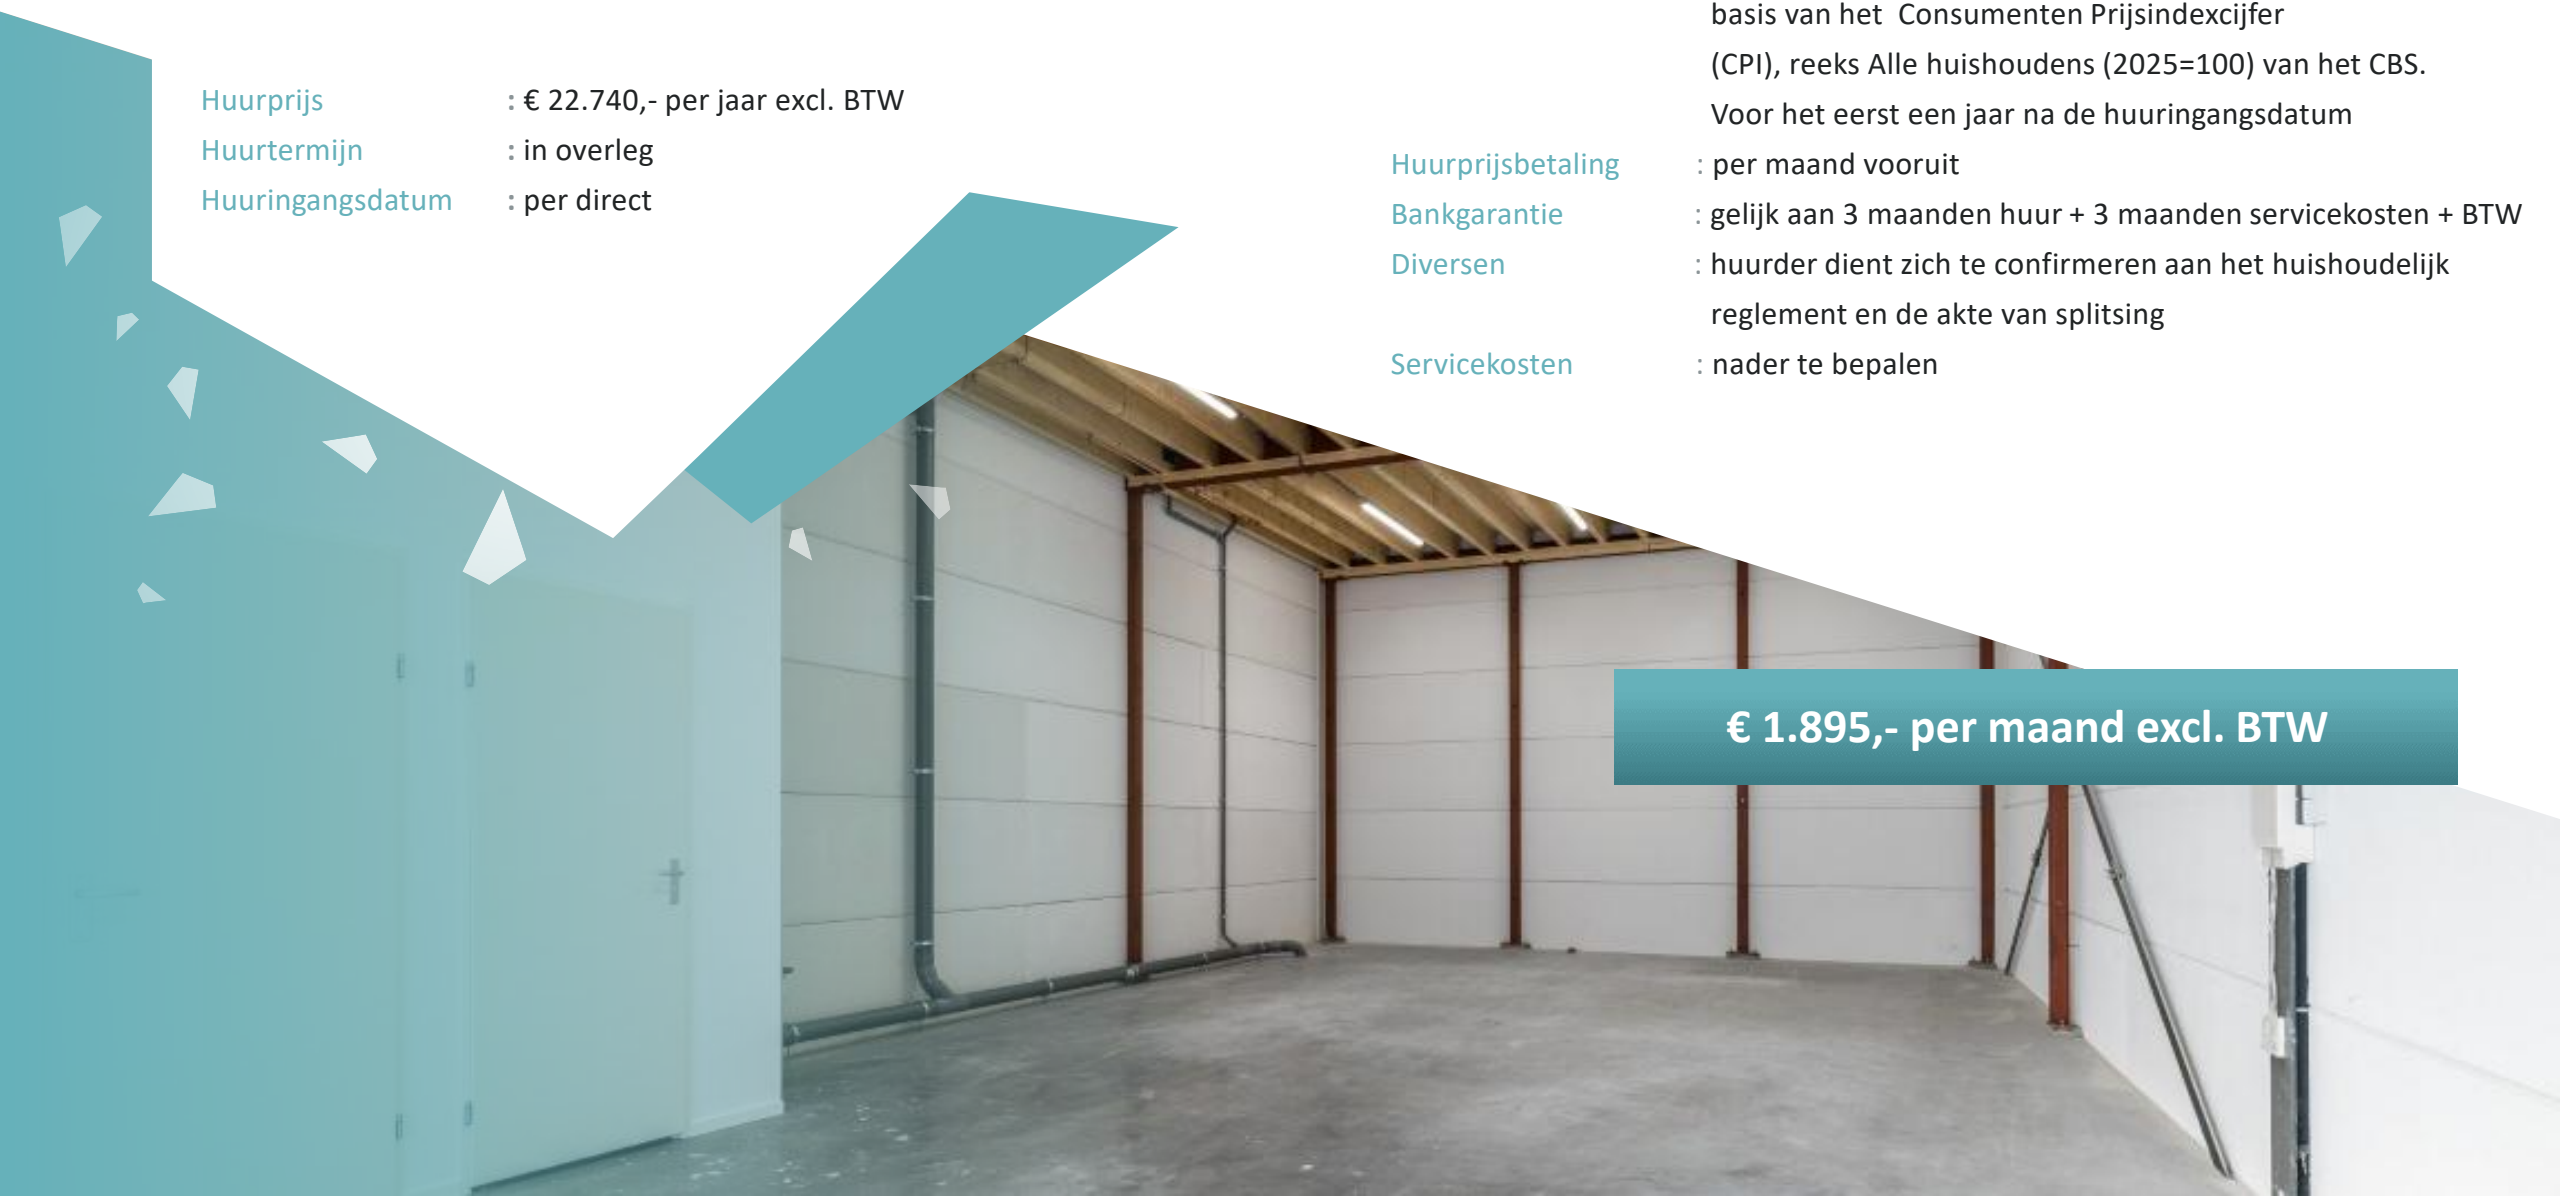 Huurprijs : € 22.740,- per jaar excl. BTW
Huurtermijn : in overleg
Huuringangsdatum : per direct
basis van het Consumenten Prijsindexcijfer
(CPI), reeks Alle huishoudens (2025=100) van het CBS.
Voor het eerst een jaar na de huuringangsdatum
Huurprijsbetaling : per maand vooruit
Bankgarantie : gelijk aan 3 maanden huur + 3 maanden servicekosten + BTW
Diversen : huurder dient zich te confirmeren aan het huishoudelijk
reglement en de akte van splitsing
Servicekosten : nader te bepalen
€ 1.895,- per maand excl. BTW